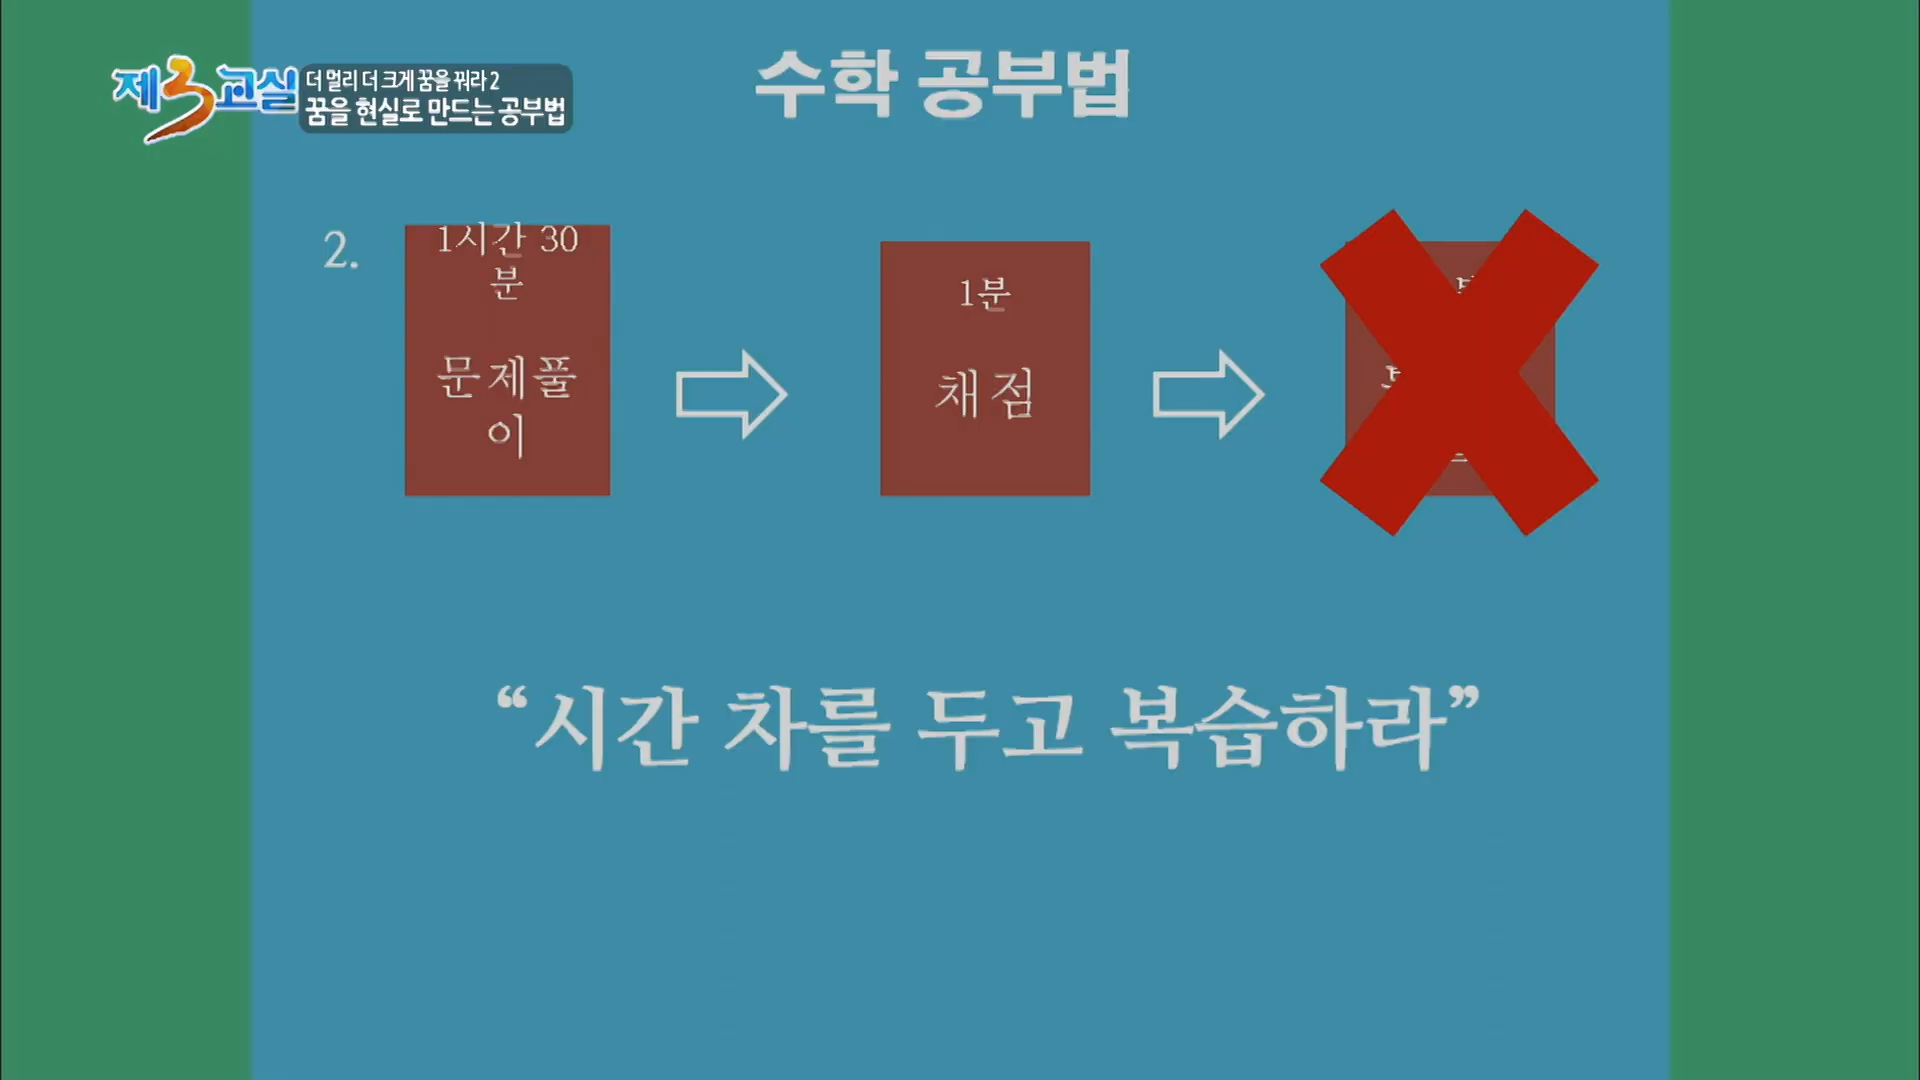 제3교실
더 멀리 더 크게 꿈을 꿔라 2
꿈을 현실로 만드는 공부법
수학 공부법
2.
1시간 30
분
문제풀
이
1분
채점
“시간 차를 두고 복습하라”